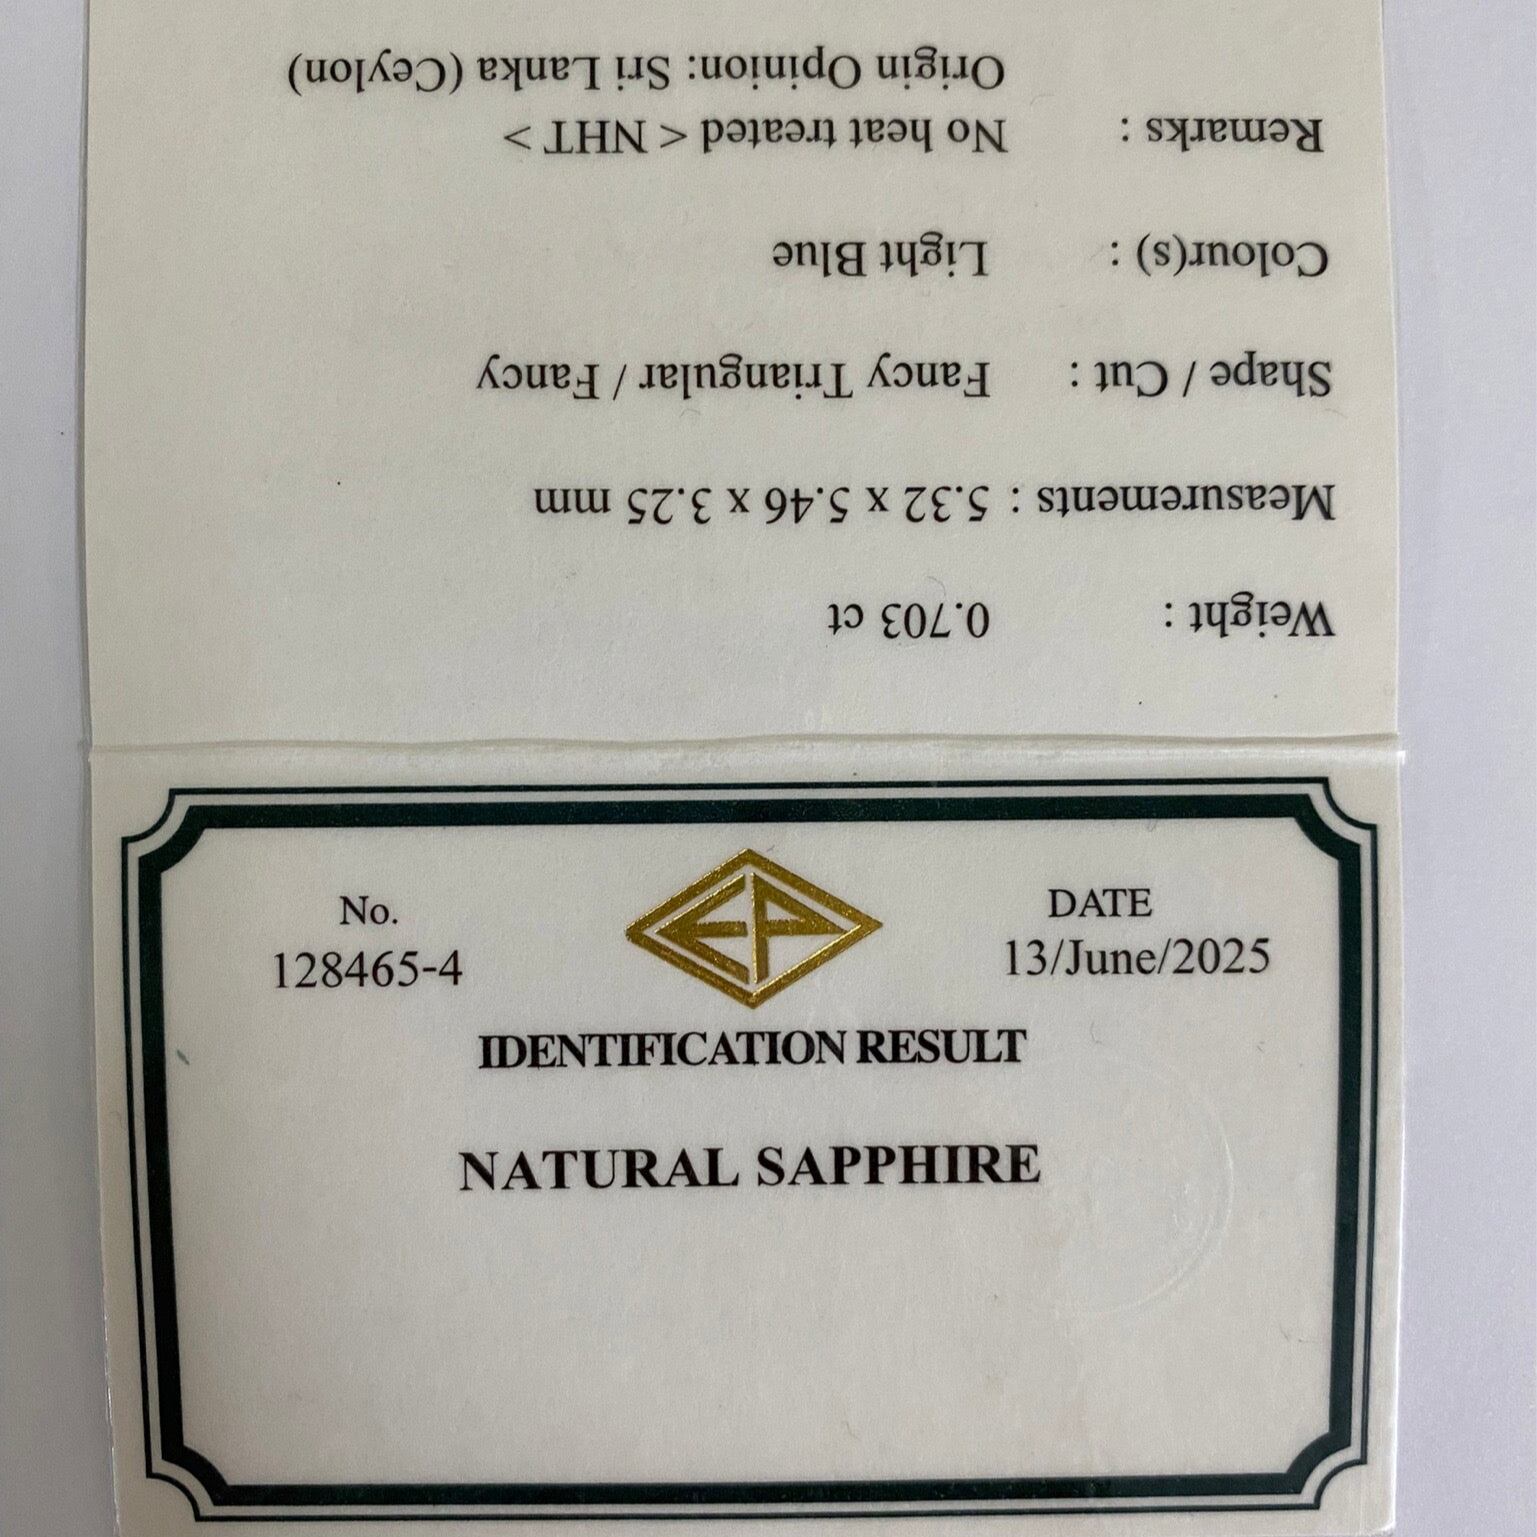 No.
128465-4
EP
DATE
13/June/2025
IDENTIFICATION RESULT
NATURAL SAPPHIRE
Weight : 0.703 ct
Measurements : 5.32 x 5.46 x 3.25 mm
Shape / Cut : Fancy Triangular / Fancy
Colour(s) : Light Blue
Remarks : No heat treated < NHT >
Origin Opinion: Sri Lanka (Ceylon)